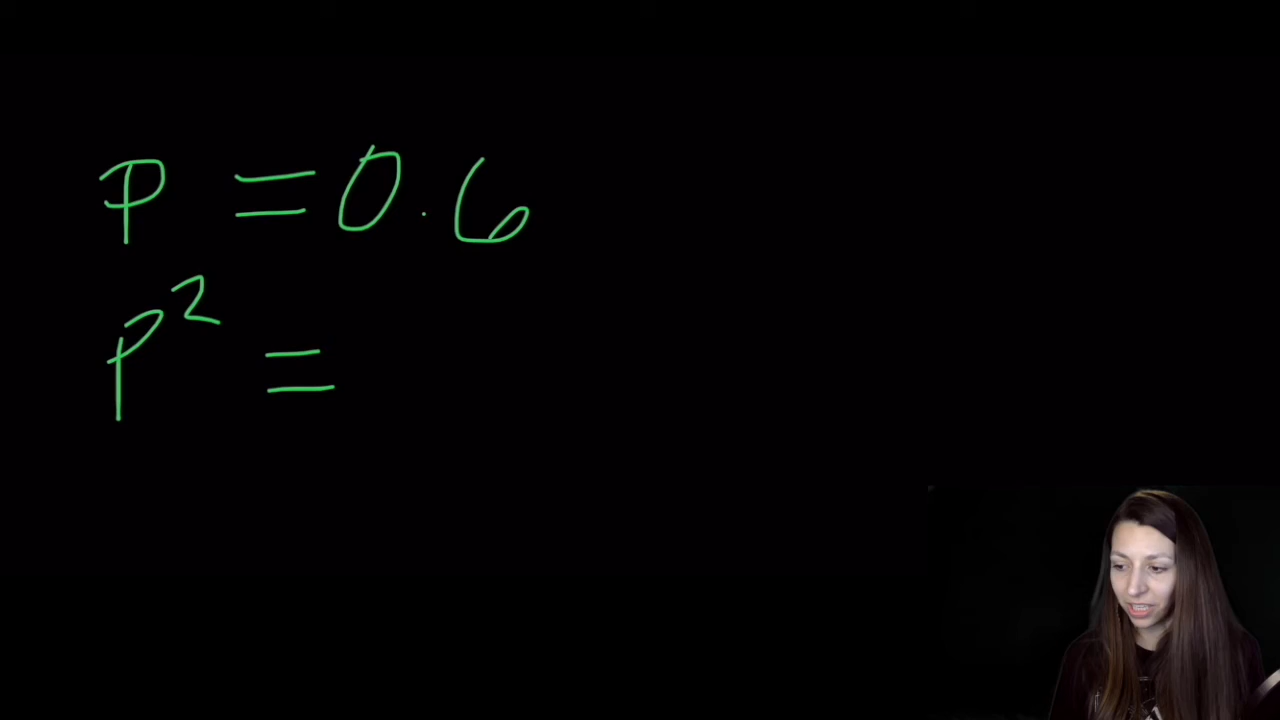 P = 0.6
P² =